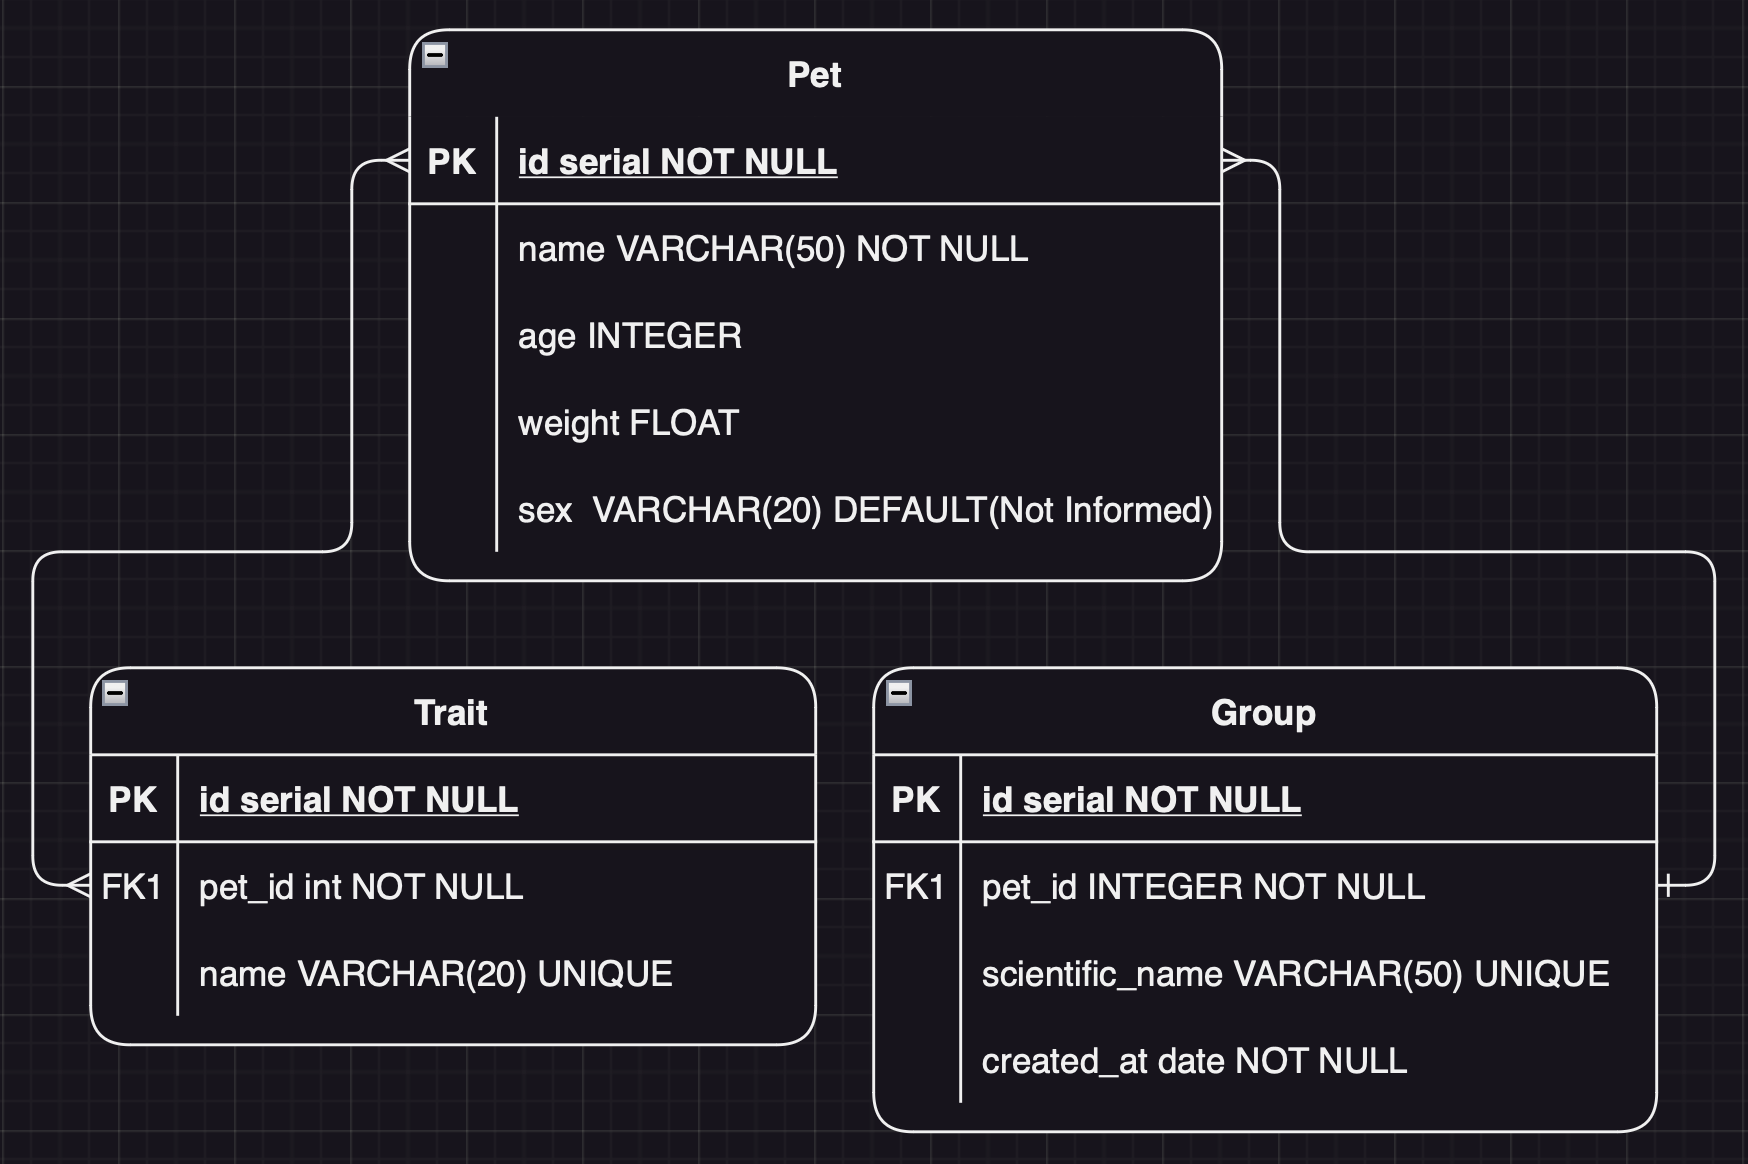 Pet
PK id serial NOT NULL
name VARCHAR(50) NOT NULL
age INTEGER
weight FLOAT
sex  VARCHAR(20) DEFAULT(Not Informed)
Trait
PK id serial NOT NULL
FK1 pet_id int NOT NULL
name VARCHAR(20) UNIQUE
Group
PK id serial NOT NULL
FK1 pet_id INTEGER NOT NULL
scientific_name VARCHAR(50) UNIQUE
created_at date NOT NULL